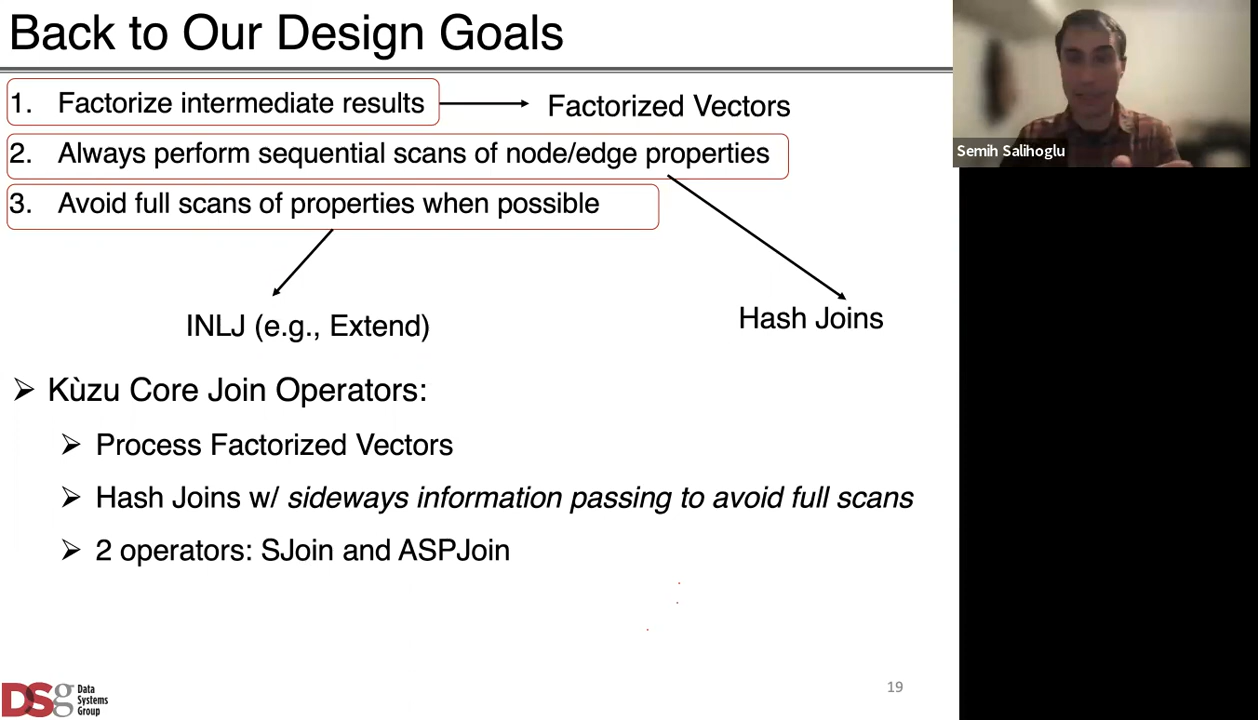 Back to Our Design Goals
1. Factorize intermediate results
Factorized Vectors
2. Always perform sequential scans of node/edge properties
3. Avoid full scans of properties when possible
INLJ (e.g., Extend)
Hash Joins
➢ Kùzu Core Join Operators:
➢ Process Factorized Vectors
➢ Hash Joins w/ sideways information passing to avoid full scans
➢ 2 operators: SJoin and ASPJoin
Semih Salihoglu
DSg Data
Systems
Group
19